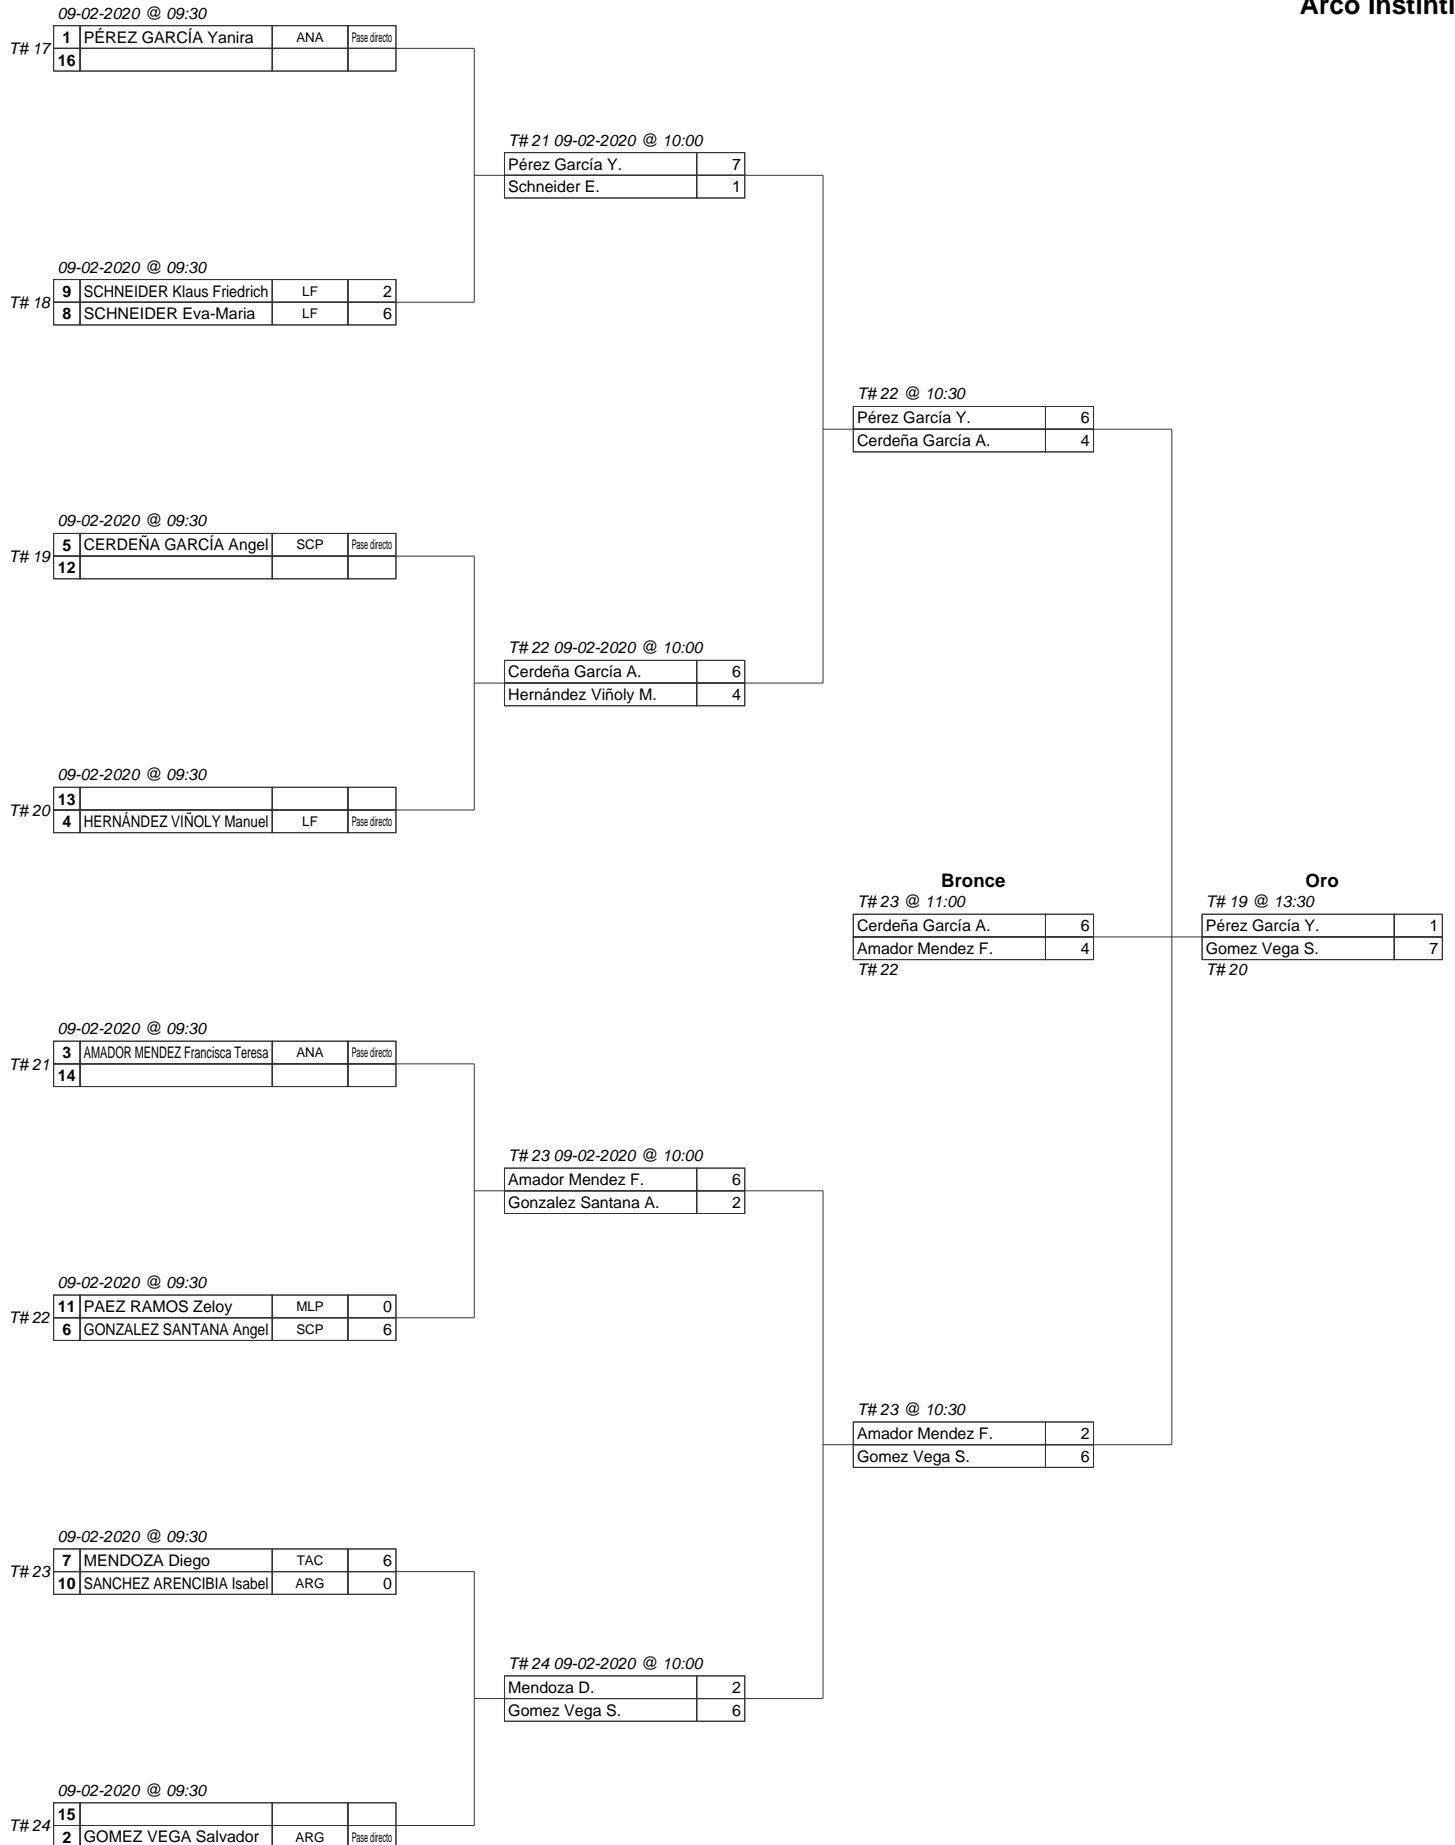 Arco Instinti
09-02-2020 @ 09:30
T# 17
1 PÉREZ GARCÍA Yanira ANA Pase directo
16
T# 21 09-02-2020 @ 10:00
Pérez García Y. 7
Schneider E. 1
09-02-2020 @ 09:30
T# 18
9 SCHNEIDER Klaus Friedrich LF 2
8 SCHNEIDER Eva-Maria LF 6
T# 22 @ 10:30
Pérez García Y. 6
Cerdeña García A. 4
09-02-2020 @ 09:30
T# 19
5 CERDEÑA GARCÍA Angel SCP Pase directo
12
T# 22 09-02-2020 @ 10:00
Cerdeña García A. 6
Hernández Viñoly M. 4
09-02-2020 @ 09:30
T# 20
13
4 HERNÁNDEZ VIÑOLY Manuel LF Pase directo
Bronce
T# 23 @ 11:00
Cerdeña García A. 6
Amador Mendez F. 4
T# 22
Oro
T# 19 @ 13:30
Pérez García Y. 1
Gomez Vega S. 7
T# 20
09-02-2020 @ 09:30
T# 21
3 AMADOR MENDEZ Francisca Teresa ANA Pase directo
14
T# 23 09-02-2020 @ 10:00
Amador Mendez F. 6
Gonzalez Santana A. 2
09-02-2020 @ 09:30
T# 22
11 PAEZ RAMOS Zeloy MLP 0
6 GONZALEZ SANTANA Angel SCP 6
T# 23 @ 10:30
Amador Mendez F. 2
Gomez Vega S. 6
09-02-2020 @ 09:30
T# 23
7 MENDOZA Diego TAC 6
10 SANCHEZ ARENCIBIA Isabel ARG 0
T# 24 09-02-2020 @ 10:00
Mendoza D. 2
Gomez Vega S. 6
09-02-2020 @ 09:30
T# 24
15
2 GOMEZ VEGA Salvador ARG Pase directo